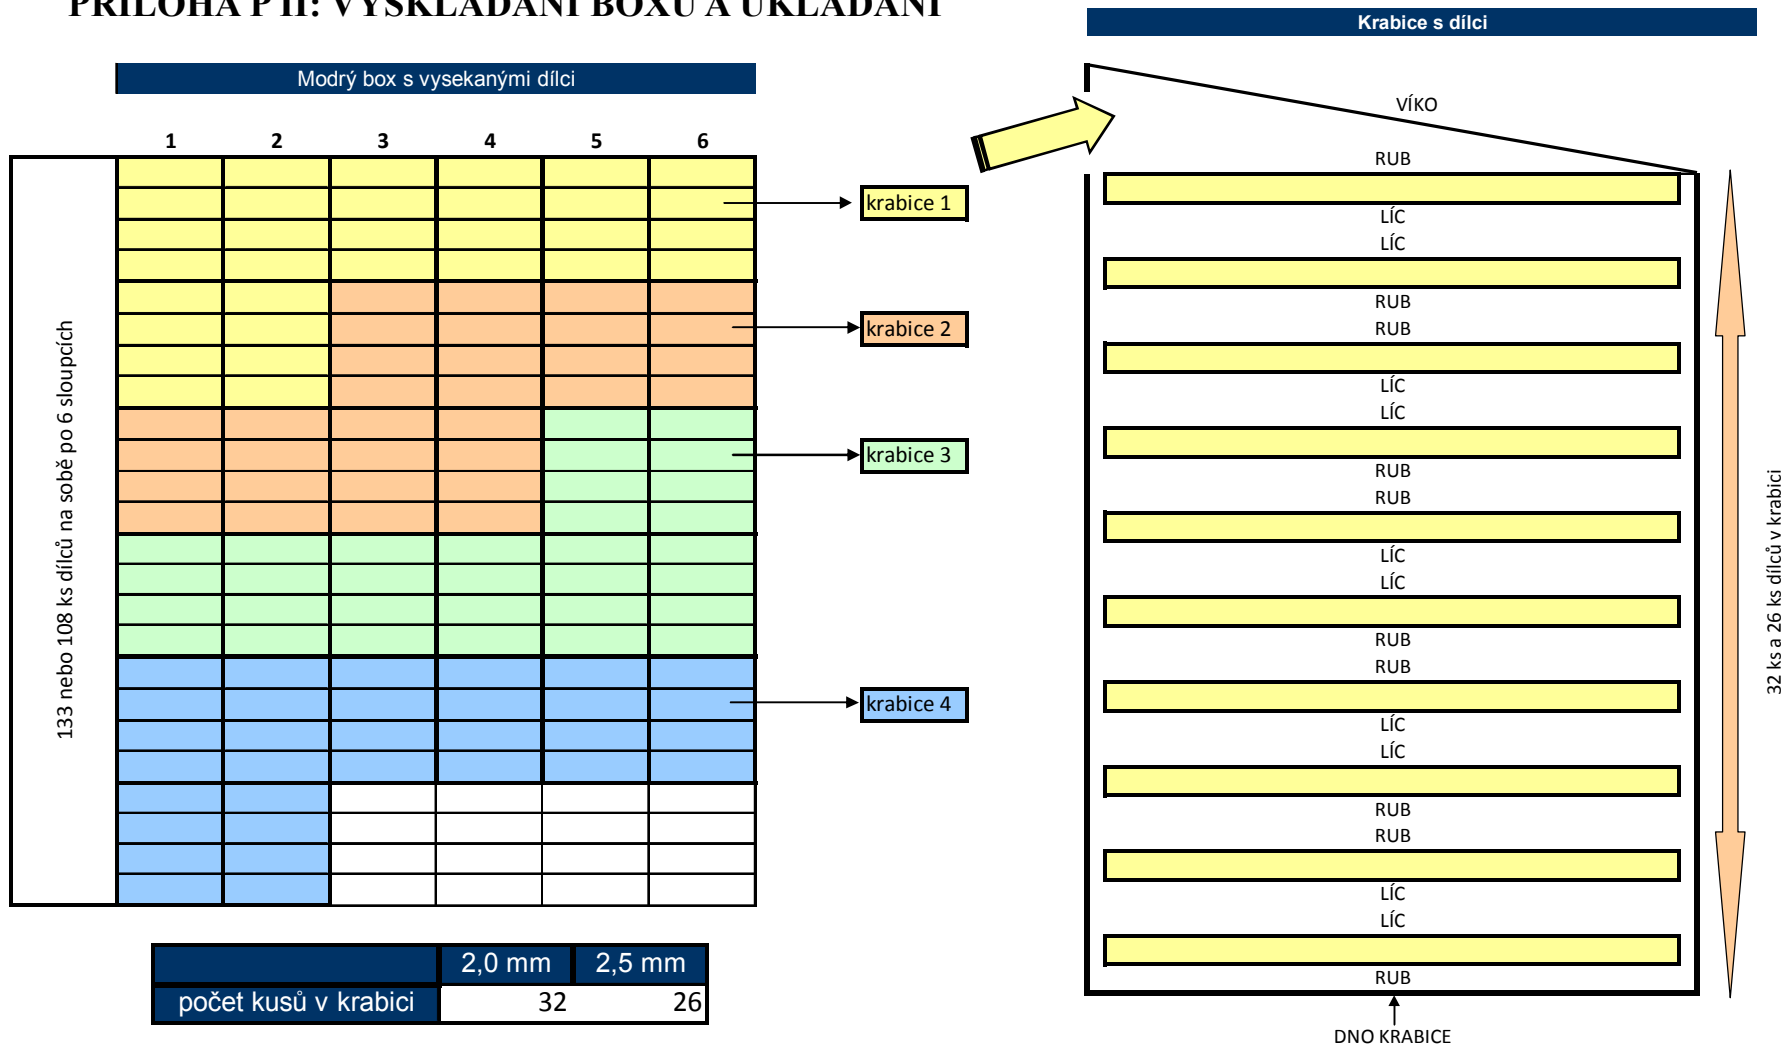 PŘÍLOHA P II: VYSKLÁDÁNÍ BOXU A UKLÁDÁNÍ
Modrý box s vysekanými dílci
1 2 3 4 5 6
133 nebo 108 ks dílců na sobě po 6 sloupcích
krabice 1
krabice 2
krabice 3
krabice 4
2,0 mm 2,5 mm
počet kusů v krabici 32 26
Krabice s dílci
VÍKO
RUB
LÍC
LÍC
RUB
RUB
LÍC
LÍC
RUB
RUB
LÍC
LÍC
RUB
RUB
LÍC
LÍC
RUB
RUB
LÍC
LÍC
RUB
DNO KRABICE
32 ks a 26 ks dílců v krabici